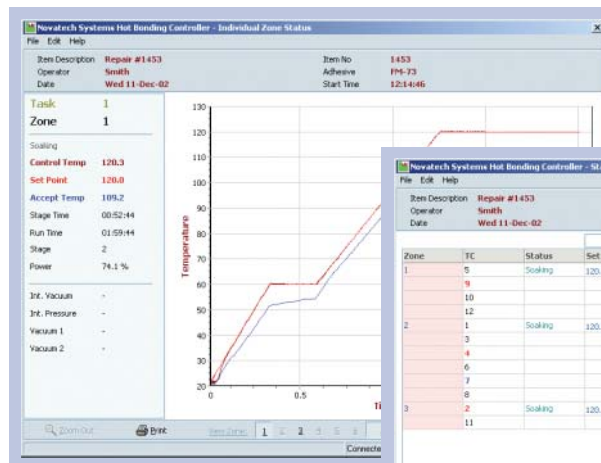 Novatech Systems Hot Bonding Controller - Individual Zone Status
File Edit Help
Item Description Repair #1453 Item No 1453
Operator Smith Adhesive FM-73
Date Wed 11-Dec-02 Start Time 12:14:46
Task 1
Zone 1
Soaking
Control Temp 120.3
Set Point 120.0
Accept Temp 109.2
Stage Time 00:52:44
Run Time 01:59:44
Stage 2
Power 74.1 %
Int. Vacuum -
Int. Pressure -
Vacuum 1 -
Vacuum 2 -
Temperature
130
120
110
100
90
80
70
60
50
40
30
20
0 0.5
Ti
Zoom Out Print View Zone: 1 2 3 4 5 6
Connecte
Novatech Systems Hot Bonding Controller - Sta
File Edit Help
Item Description Repair #1453
Operator Smith
Date Wed 11-Dec-02
Zone TC Status Set
1 5 Soaking 120.
9
10
12
2 1 Soaking 120.
3
4
6
7
8
3 2 Soaking 120.
11